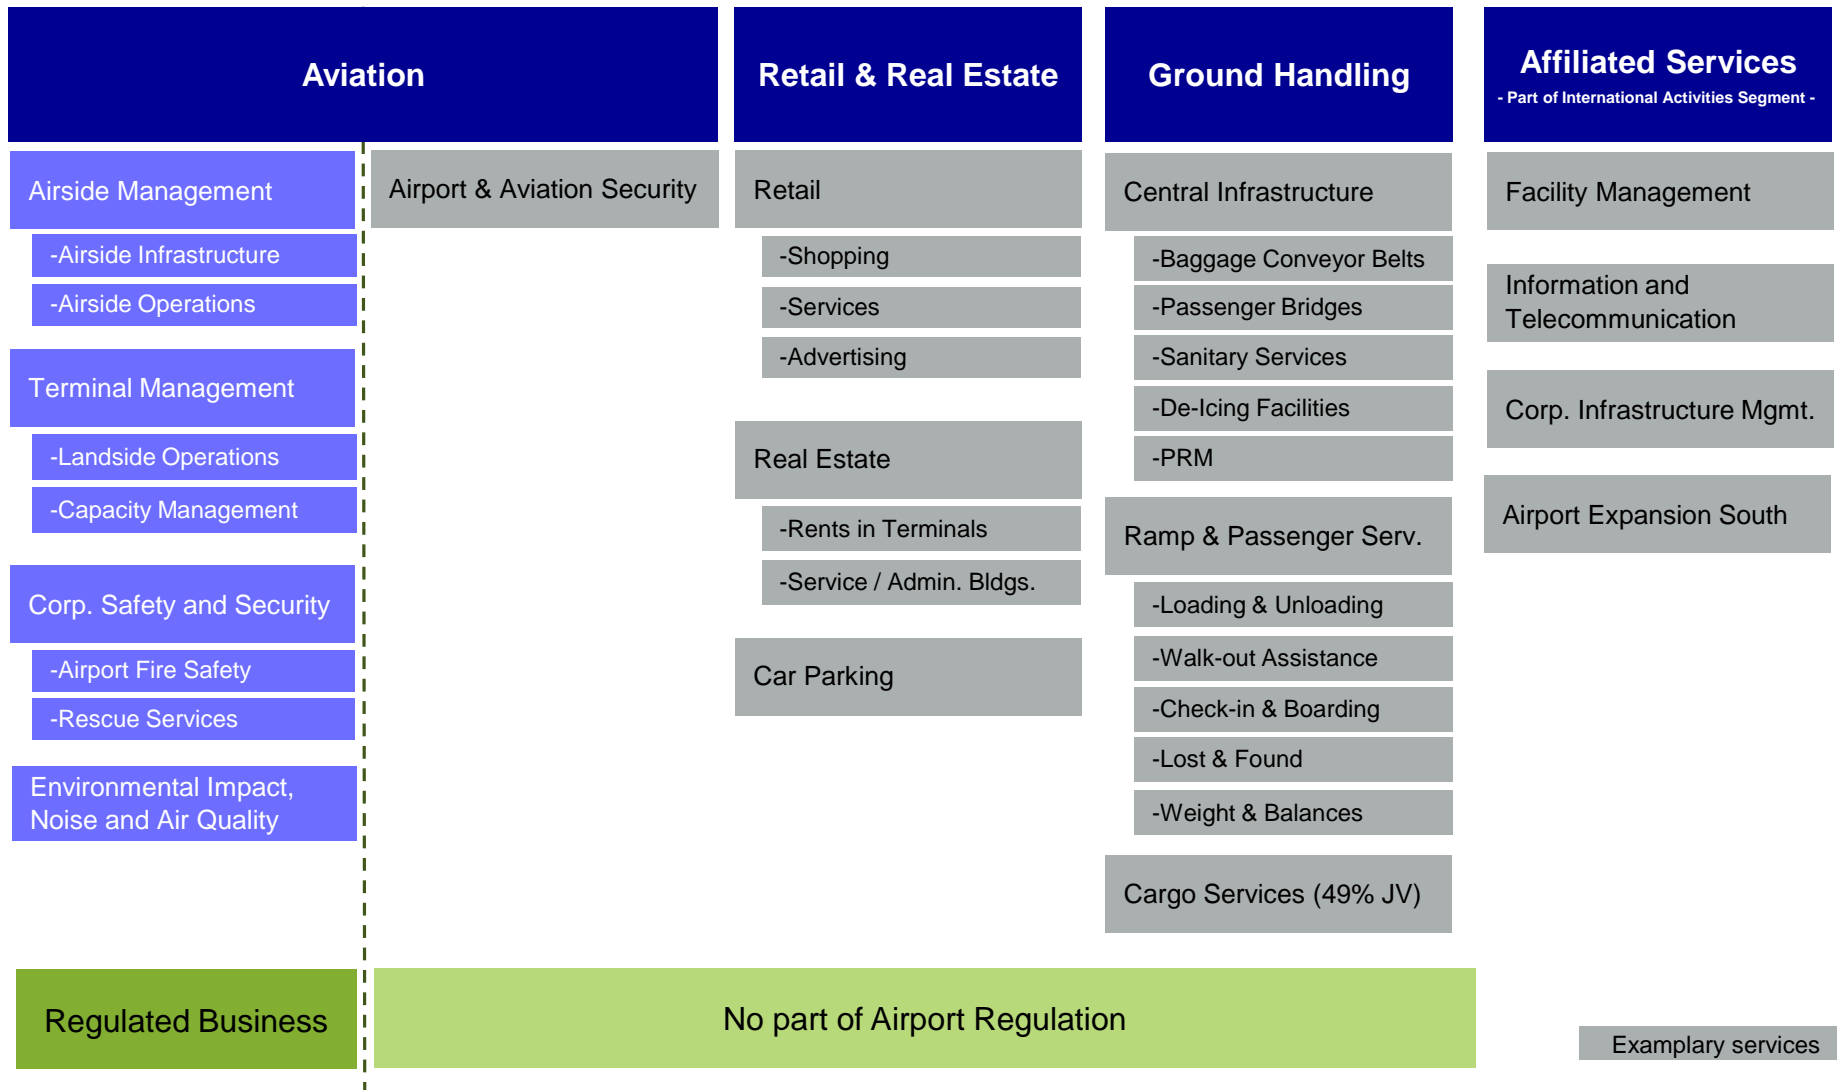 Aviation
Retail & Real Estate
Ground Handling
Affiliated Services
- Part of International Activities Segment -
Airside Management
-Airside Infrastructure
-Airside Operations
Terminal Management
-Landside Operations
-Capacity Management
Corp. Safety and Security
-Airport Fire Safety
-Rescue Services
Environmental Impact,
Noise and Air Quality
Airport & Aviation Security
Retail
-Shopping
-Services
-Advertising
Real Estate
-Rents in Terminals
-Service / Admin. Bldgs.
Car Parking
Central Infrastructure
-Baggage Conveyor Belts
-Passenger Bridges
-Sanitary Services
-De-Icing Facilities
-PRM
Ramp & Passenger Serv.
-Loading & Unloading
-Walk-out Assistance
-Check-in & Boarding
-Lost & Found
-Weight & Balances
Cargo Services (49% JV)
Facility Management
Information and
Telecommunication
Corp. Infrastructure Mgmt.
Airport Expansion South
Regulated Business
No part of Airport Regulation
Examplary services